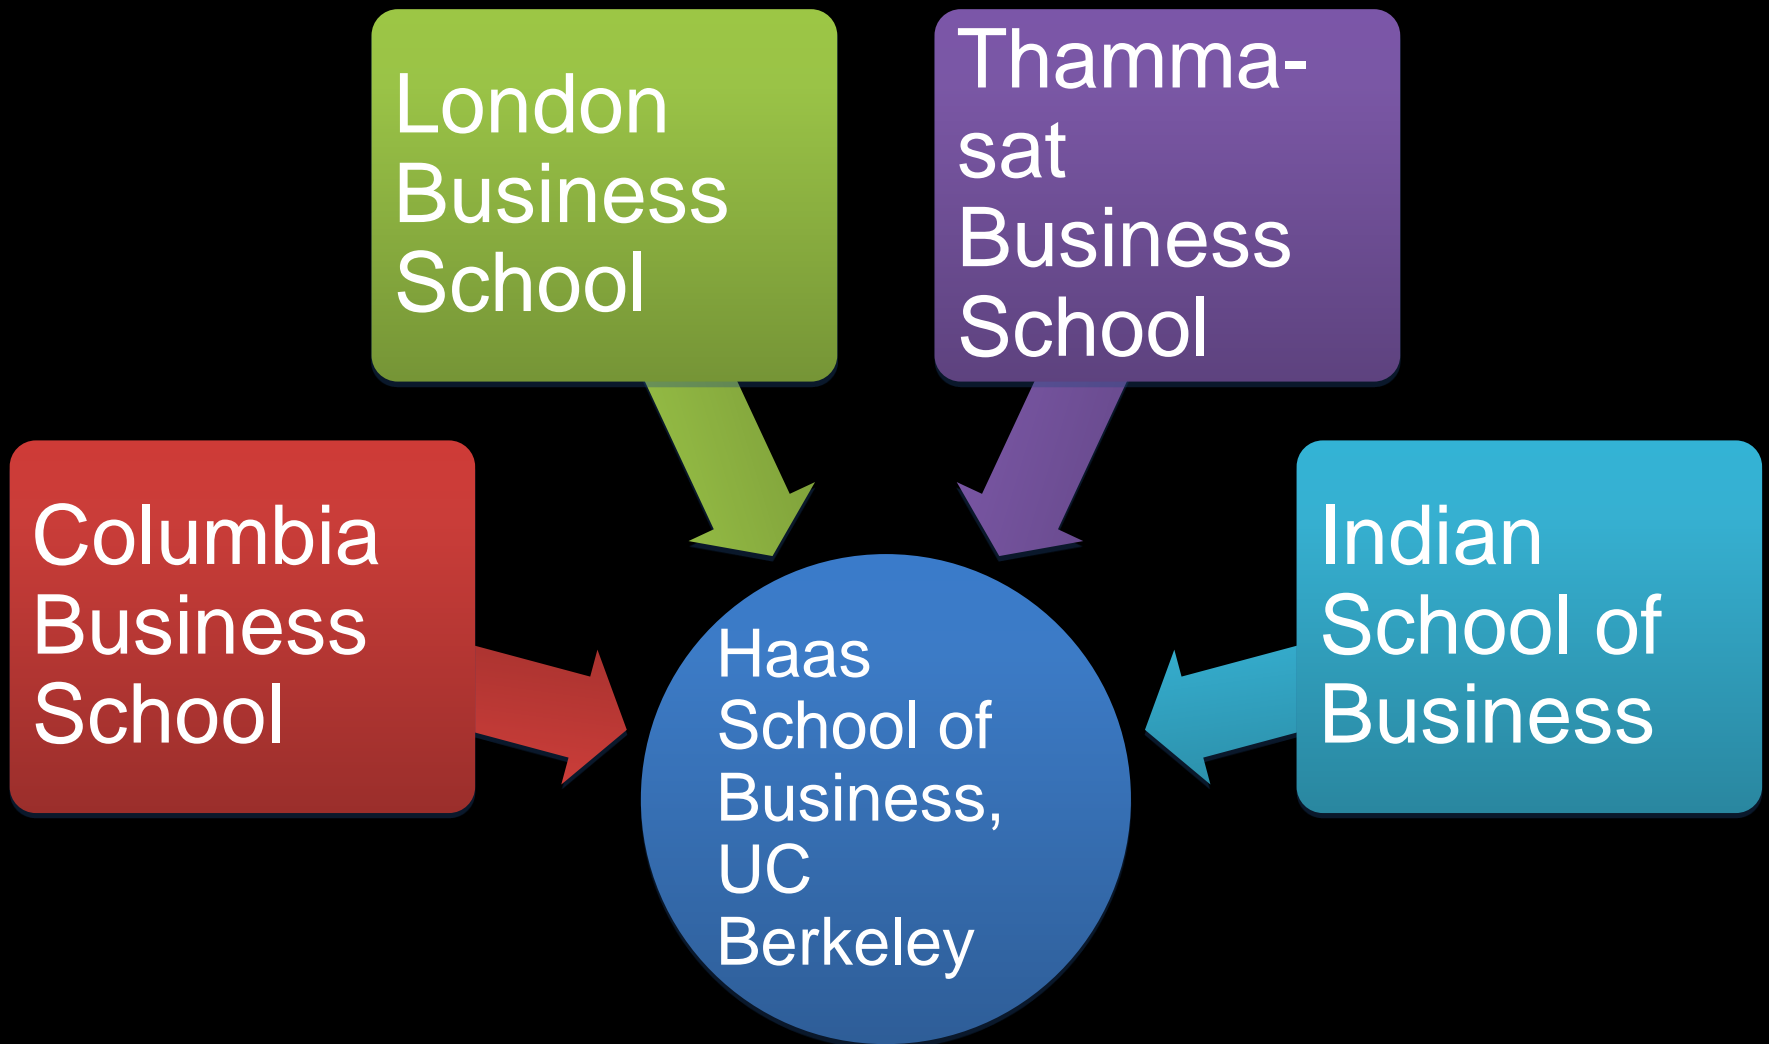 London
Business
School
Thamma-
sat
Business
School
Columbia
Business
School
Haas
School of
Business,
UC
Berkeley
Indian
School of
Business